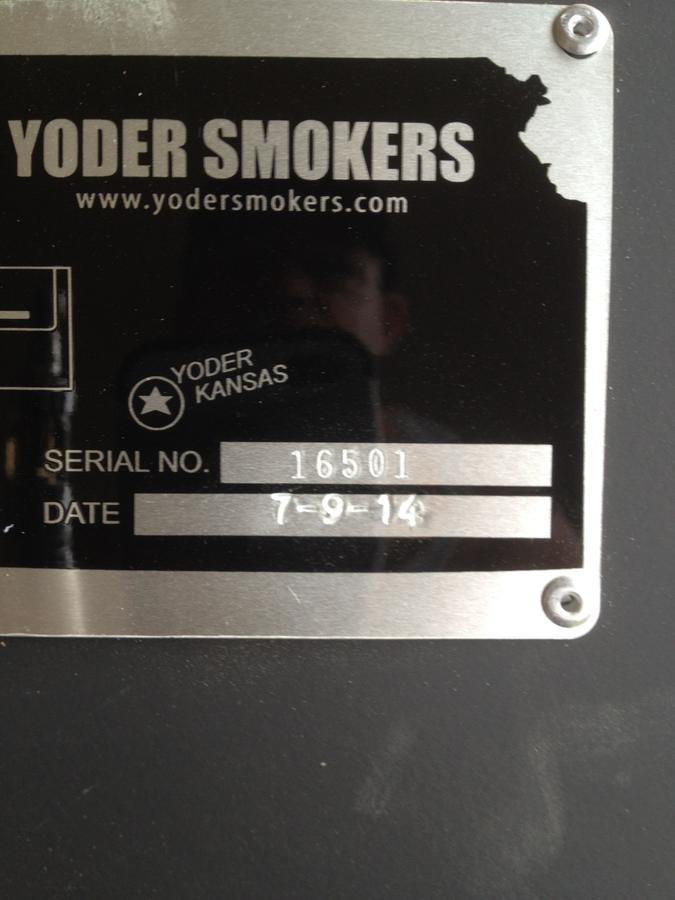 YODER SMOKERS
www.yodersmokers.com
YODER
KANSAS
SERIAL NO. 16501
DATE 7-9-14